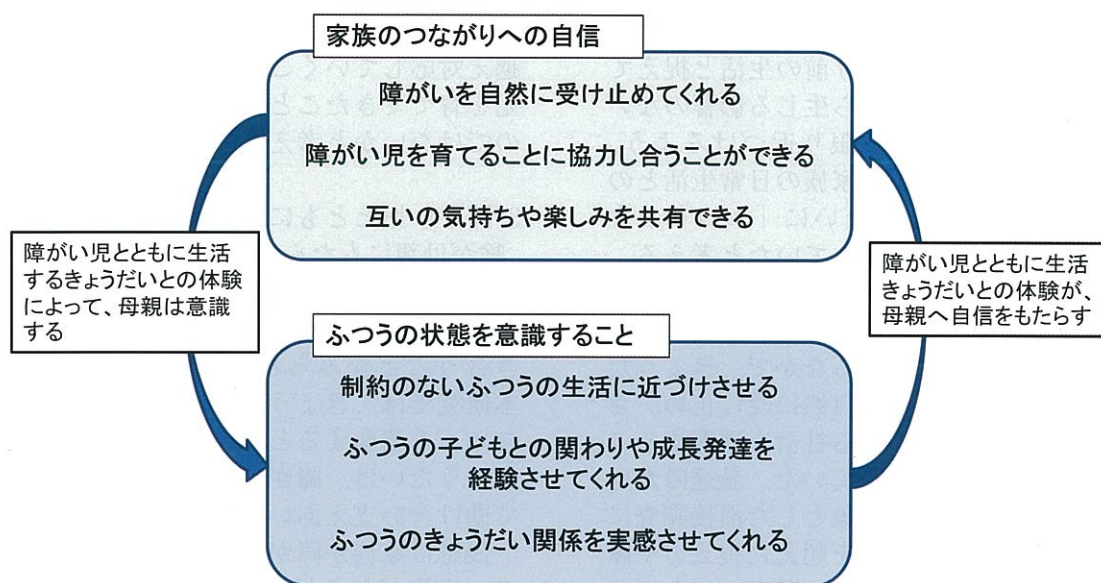 家族のつながりへの自信
障がいを自然に受け止めてくれる
障がい児を育てることに協力し合うことができる
互いの気持ちや楽しみを共有できる
障がい児とともに生活
するきょうだいとの体験
によって、母親は意識
する
障がい児とともに生活
きょうだいとの体験が、
母親へ自信をもたらす
ふつうの状態を意識すること
制約のないふつうの生活に近づけさせる
ふつうの子どもとの関わりや成長発達を
経験させてくれる
ふつうのきょうだい関係を実感させてくれる